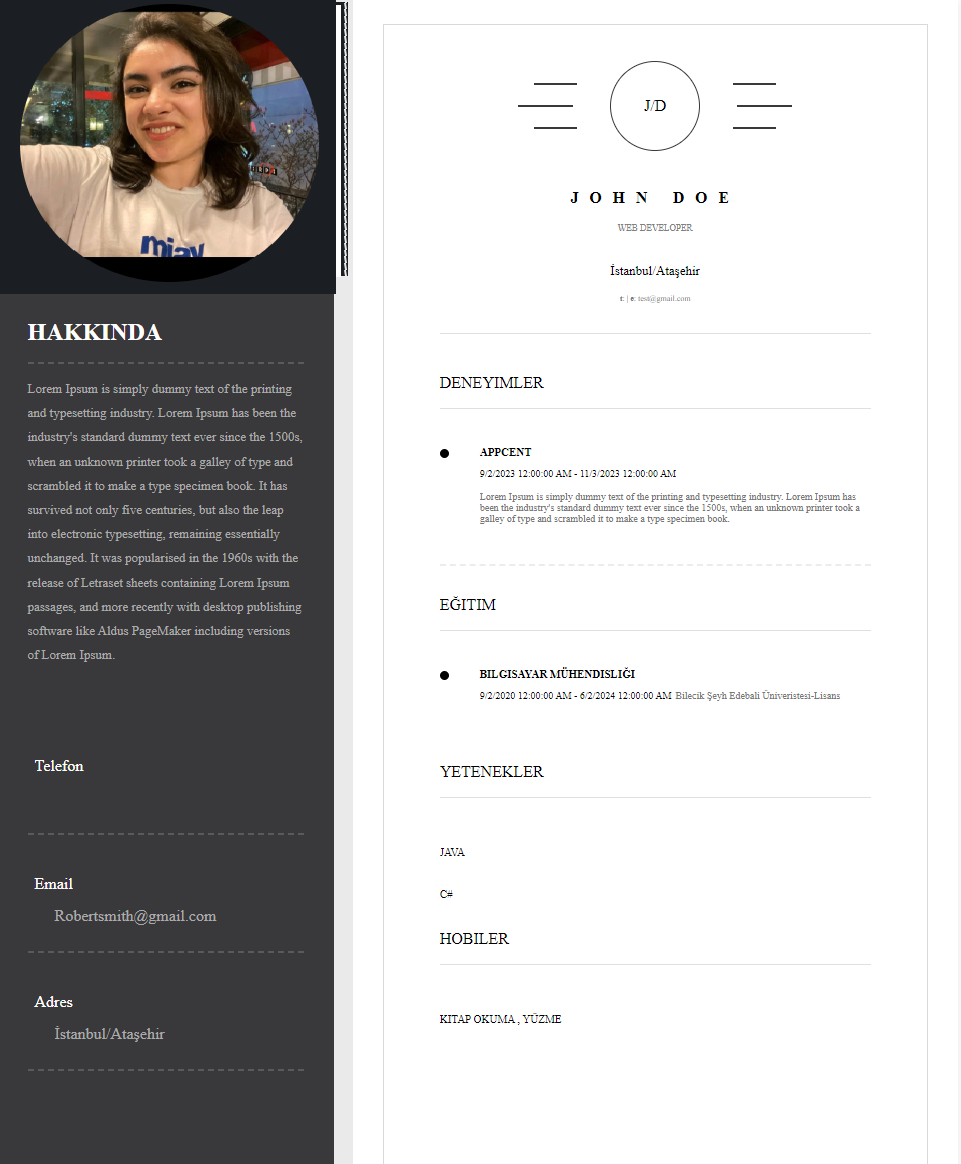 miav
HAKKINDA
Lorem Ipsum is simply dummy text of the printing
and typesetting industry. Lorem Ipsum has been the
industry's standard dummy text ever since the 1500s,
when an unknown printer took a galley of type and
scrambled it to make a type specimen book. It has
survived not only five centuries, but also the leap
into electronic typesetting, remaining essentially
unchanged. It was popularised in the 1960s with the
release of Letraset sheets containing Lorem Ipsum
passages, and more recently with desktop publishing
software like Aldus PageMaker including versions
of Lorem Ipsum.
Telefon
Email
Robertsmith@gmail.com
Adres
İstanbul/Ataşehir
J/D
JOHN DOE
WEB DEVELOPER
İstanbul/Ataşehir
t: | e: test@gmail.com
DENEYIMLER
APPCENT
9/2/2023 12:00:00 AM - 11/3/2023 12:00:00 AM
Lorem Ipsum is simply dummy text of the printing and typesetting industry. Lorem Ipsum has
been the industry's standard dummy text ever since the 1500s, when an unknown printer took a
galley of type and scrambled it to make a type specimen book.
EĞITIM
BILGISAYAR MÜHENDISLIĞI
9/2/2020 12:00:00 AM - 6/2/2024 12:00:00 AM Bilecik Şeyh Edebali Üniveristesi-Lisans
YETENEKLER
JAVA
C#
HOBILER
KITAP OKUMA , YÜZME